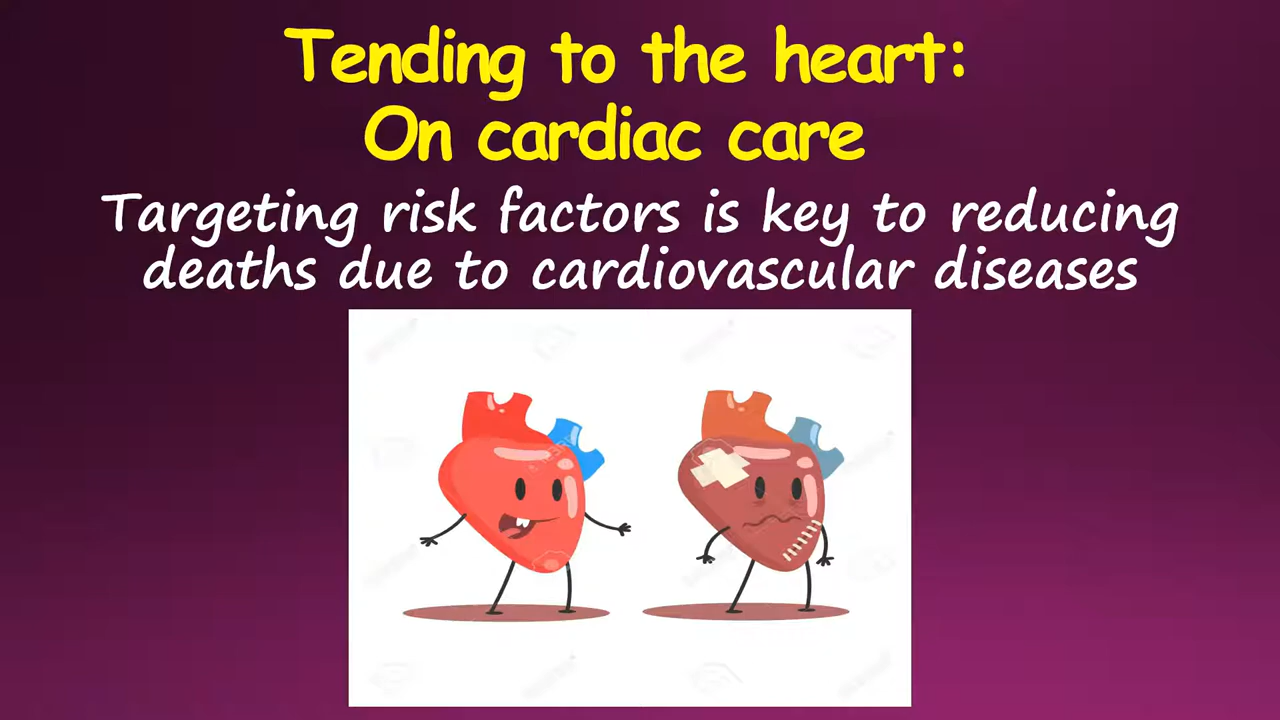 Tending to the heart:
On cardiac care
Targeting risk factors is key to reducing
deaths due to cardiovascular diseases